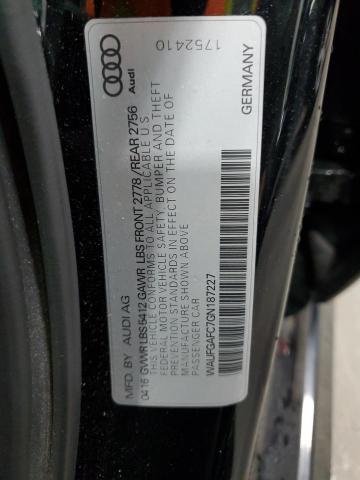 MFD. BY AUDI AG
04 16 GVWR LBS 5412 GAWR LBS FRONT 2778 / REAR 2756
THIS VEHICLE CONFORMS TO ALL APPLICABLE U S
FEDERAL MOTOR VEHICLE SAFETY, BUMPER AND THEFT
PREVENTION STANDARDS IN EFFECT ON THE DATE OF
MANUFACTURE SHOWN ABOVE
PASSENGER CAR
WAUFGAFC7GN187227
Audi
1752410
GERMANY